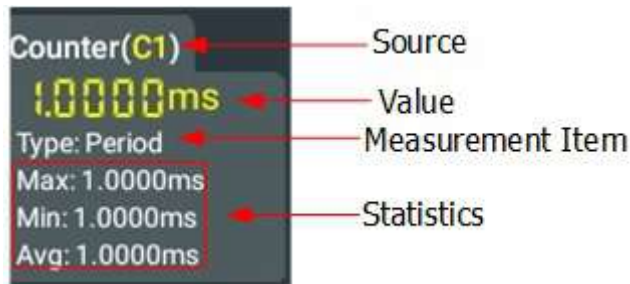 Counter(C1)
Source
1.0000ms
Value
Type: Period
Measurement Item
Max: 1.0000ms
Min: 1.0000ms
Avg: 1.0000ms
Statistics